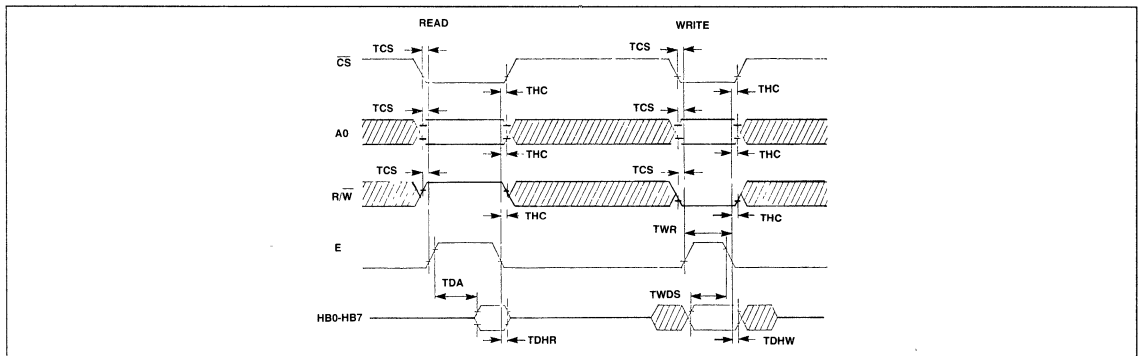 READ WRITE
TCS TCS
C̅S̅
THC THC
TCS TCS
A0
THC THC
TCS TCS
R/W̅
THC THC
TWR
E
TDA TWDS
HB0-HB7
TDHR TDHW